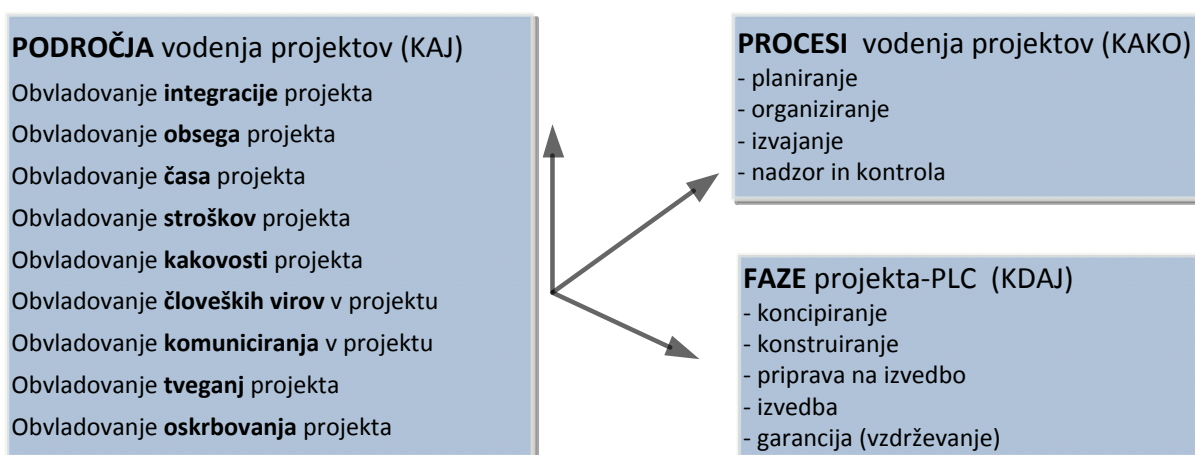 PODROČJA vodenja projektov (KAJ)
Obvladovanje integracije projekta
Obvladovanje obsega projekta
Obvladovanje časa projekta
Obvladovanje stroškov projekta
Obvladovanje kakovosti projekta
Obvladovanje človeških virov v projektu
Obvladovanje komuniciranja v projektu
Obvladovanje tveganj projekta
Obvladovanje oskrbovanja projekta
PROCESI vodenja projektov (KAKO)
- planiranje
- organiziranje
- izvajanje
- nadzor in kontrola
FAZE projekta-PLC (KDAJ)
- koncipiranje
- konstruiranje
- priprava na izvedbo
- izvedba
- garancija (vzdrževanje)